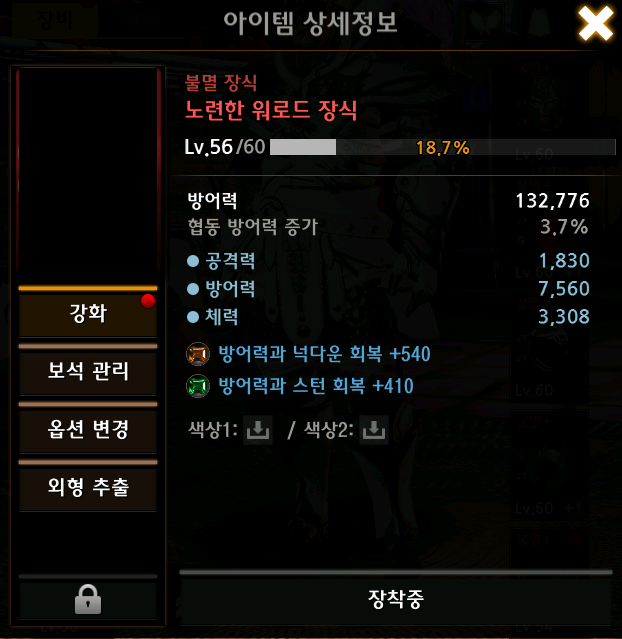 장비
아이템 상세정보
불멸 장식
노련한 워로드 장식
Lv.56/60 18.7%
방어력 132,776
협동 방어력 증가 3.7%
공격력 1,830
방어력 7,560
체력 3,308
방어력과 넉다운 회복 +540
방어력과 스턴 회복 +410
색상1: / 색상2:
강화
보석 관리
옵션 변경
외형 추출
장착중
Lv.60
Lv.60
Lv.60 +1